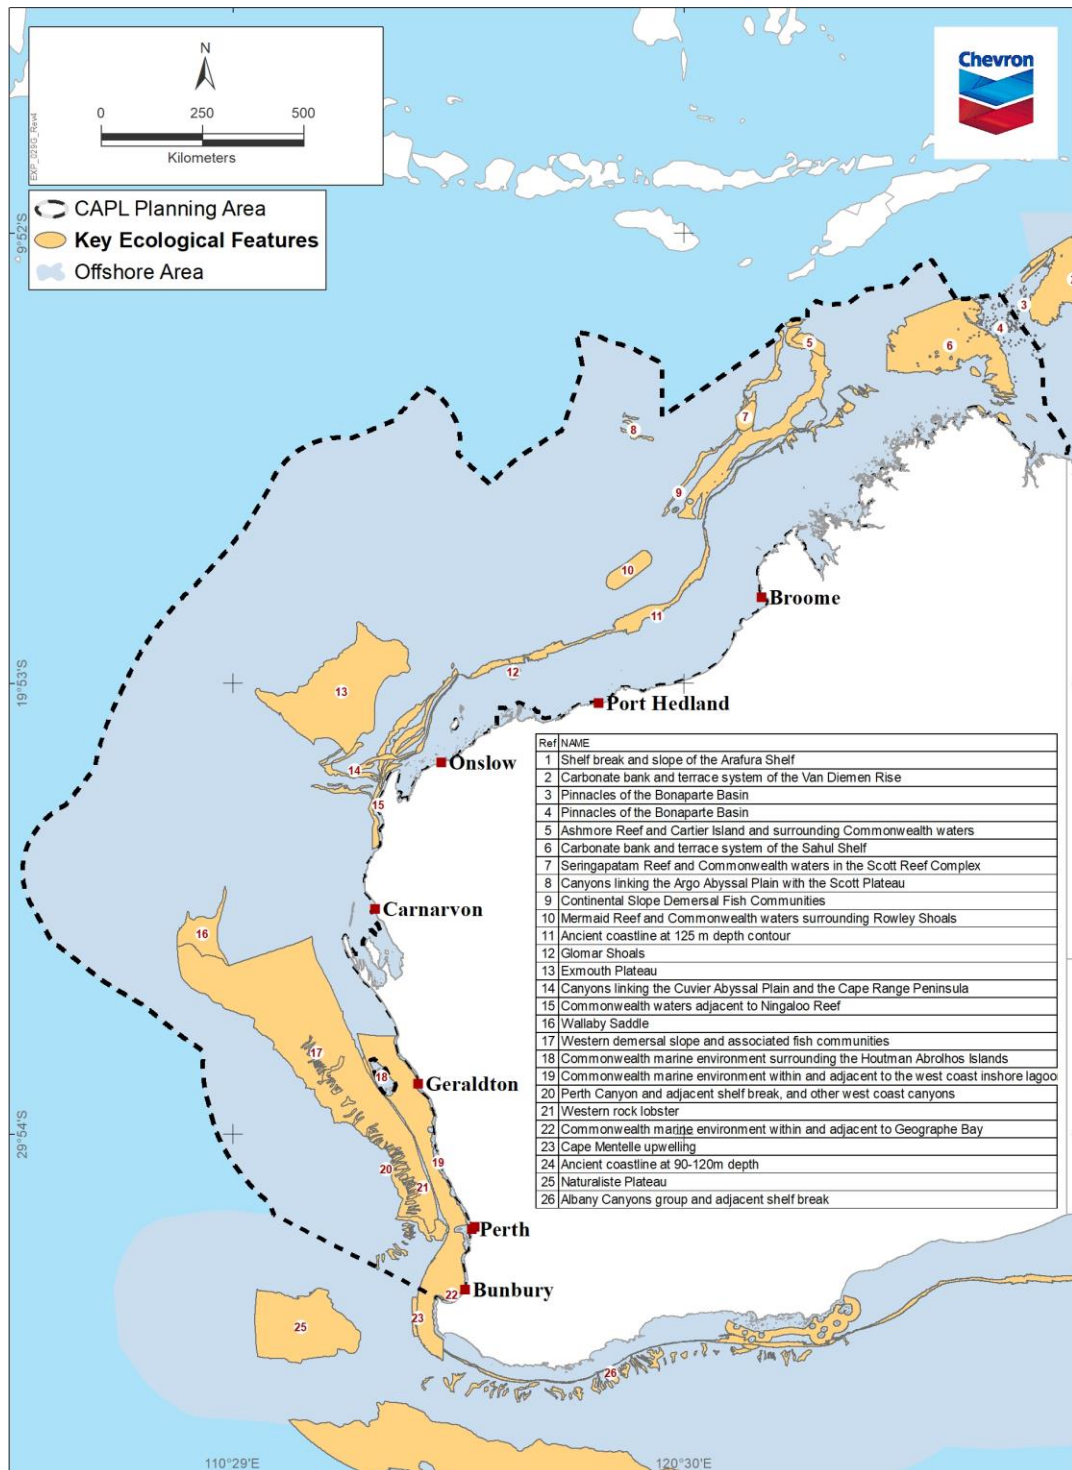 N
0 250 500
Kilometers
EXP_029G_Rev4
Chevron
CAPL Planning Area
Key Ecological Features
Offshore Area
9°52'S
3
4
5
6
7
8
9
10
Broome
11
12
19°53'S
13
Port Hedland
Onslow
14
15
Carnarvon
16
17
18
Geraldton
29°54'S
19
20
21
Perth
22
Bunbury
23
25
26
110°29'E
120°30'E
Ref NAME
1 Shelf break and slope of the Arafura Shelf
2 Carbonate bank and terrace system of the Van Diemen Rise
3 Pinnacles of the Bonaparte Basin
4 Pinnacles of the Bonaparte Basin
5 Ashmore Reef and Cartier Island and surrounding Commonwealth waters
6 Carbonate bank and terrace system of the Sahul Shelf
7 Seringapatam Reef and Commonwealth waters in the Scott Reef Complex
8 Canyons linking the Argo Abyssal Plain with the Scott Plateau
9 Continental Slope Demersal Fish Communities
10 Mermaid Reef and Commonwealth waters surrounding Rowley Shoals
11 Ancient coastline at 125 m depth contour
12 Glomar Shoals
13 Exmouth Plateau
14 Canyons linking the Cuvier Abyssal Plain and the Cape Range Peninsula
15 Commonwealth waters adjacent to Ningaloo Reef
16 Wallaby Saddle
17 Western demersal slope and associated fish communities
18 Commonwealth marine environment surrounding the Houtman Abrolhos Islands
19 Commonwealth marine environment within and adjacent to the west coast inshore lagoo
20 Perth Canyon and adjacent shelf break, and other west coast canyons
21 Western rock lobster
22 Commonwealth marine environment within and adjacent to Geographe Bay
23 Cape Mentelle upwelling
24 Ancient coastline at 90-120m depth
25 Naturaliste Plateau
26 Albany Canyons group and adjacent shelf break